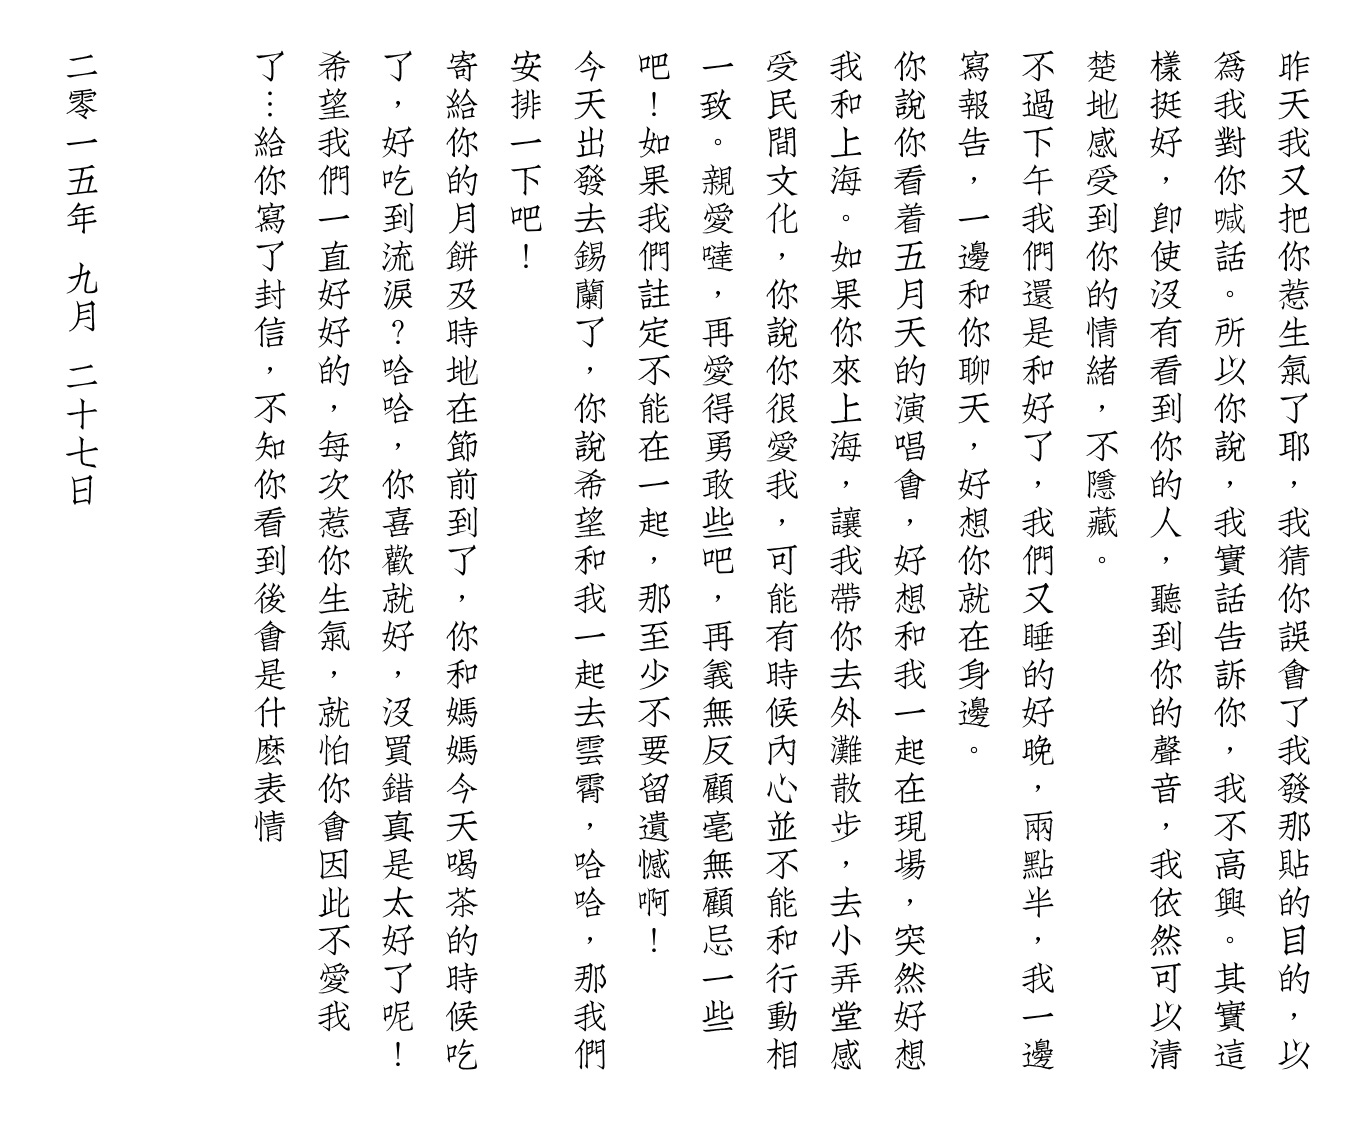 昨天我又把你惹生氣了耶，我猜你誤會了我發那貼的目的，以
爲我對你喊話。所以你說，我實話告訴你，我不高興。其實這
樣挺好，卽使沒有看到你的人，聽到你的聲音，我依然可以清
楚地感受到你的情緒，不隱藏。
不過下午我們還是和好了，我們又睡的好晚，兩點半，我一邊
寫報告，一邊和你聊天，好想你就在身邊。
你說你看着五月天的演唱會，好想和我一起在現場，突然好想
我和上海。如果你來上海，讓我帶你去外灘散步，去小弄堂感
受民間文化，你說你很愛我，可能有時候內心並不能和行動相
一致。親愛噠，再愛得勇敢些吧，再義無反顧毫無顧忌一些
吧！如果我們註定不能在一起，那至少不要留遺憾啊！
今天出發去錫蘭了，你說希望和我一起去雲霄，哈哈，那我們
安排一下吧！
寄給你的月餅及時地在節前到了，你和媽媽今天喝茶的時候吃
了，好吃到流淚？哈哈，你喜歡就好，沒買錯真是太好了呢！
希望我們一直好好的，每次惹你生氣，就怕你會因此不愛我
了…給你寫了封信，不知你看到後會是什麼表情
二零一五年 九月 二十七日